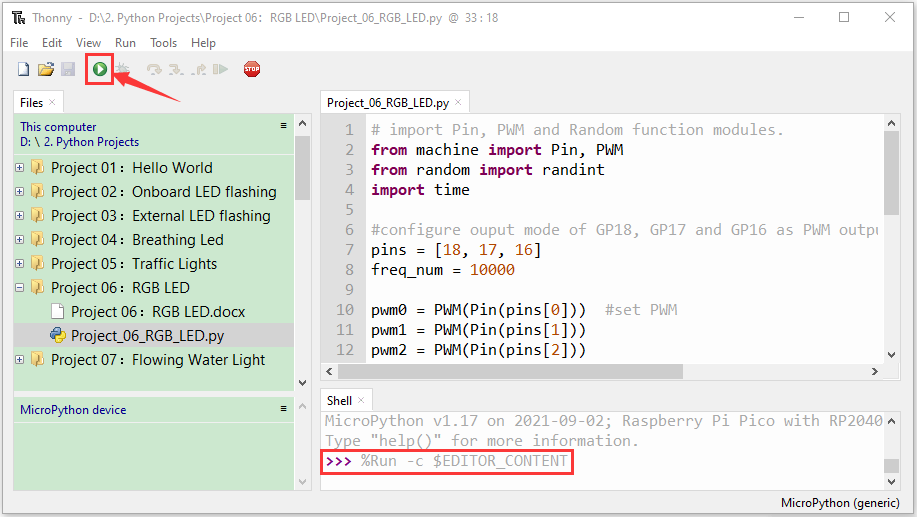 Thonny - D:\2. Python Projects\Project 06： RGB LED\Project_06_RGB_LED.py @ 33 : 18
File Edit View Run Tools Help
STOP
Files
This computer
D: \ 2. Python Projects
Project 01：Hello World
Project 02：Onboard LED flashing
Project 03：External LED flashing
Project 04：Breathing Led
Project 05：Traffic Lights
Project 06：RGB LED
Project 06：RGB LED.docx
Project_06_RGB_LED.py
Project 07：Flowing Water Light
MicroPython device
Project_06_RGB_LED.py
1 # import Pin, PWM and Random function modules.
2 from machine import Pin, PWM
3 from random import randint
4 import time
5
6 #configure ouput mode of GP18, GP17 and GP16 as PWM outpu
7 pins = [18, 17, 16]
8 freq_num = 10000
9
10 pwm0 = PWM(Pin(pins[0])) #set PWM
11 pwm1 = PWM(Pin(pins[1]))
12 pwm2 = PWM(Pin(pins[2]))
Shell
MicroPython v1.17 on 2021-09-02; Raspberry Pi Pico with RP2040
Type "help()" for more information.
>>> %Run -c $EDITOR_CONTENT
MicroPython (generic)